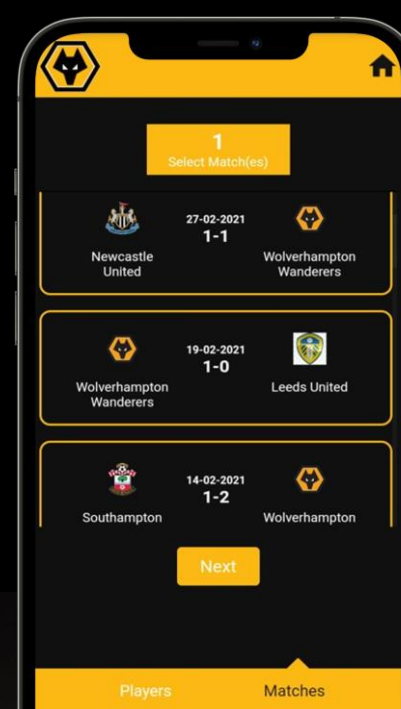 1
Select Match(es)
27-02-2021
1-1
Newcastle
United
Wolverhampton
Wanderers
19-02-2021
1-0
Wolverhampton
Wanderers
Leeds United
14-02-2021
1-2
Southampton
Wolverhampton
Next
Players
Matches